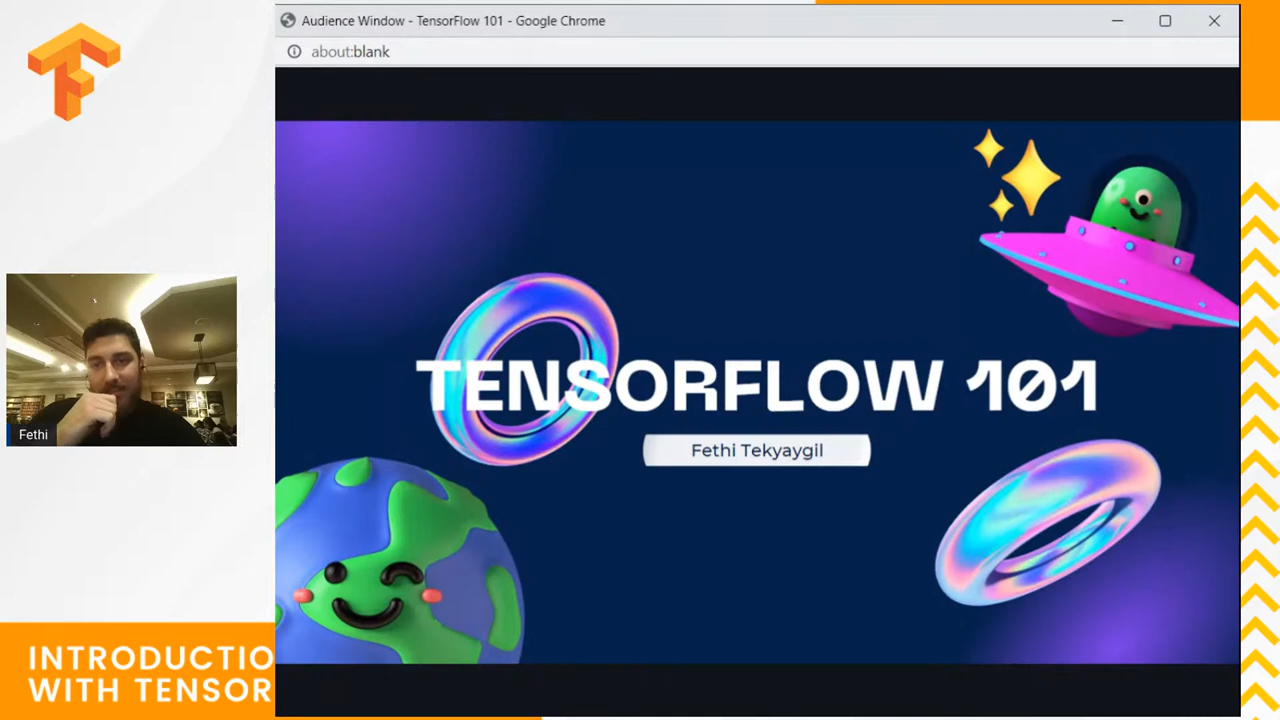 Audience Window - TensorFlow 101 - Google Chrome
about:blank
TENSORFLOW 101
Fethi Tekyaygil
Fethi
INTRODUCTIO
WITH TENSOR